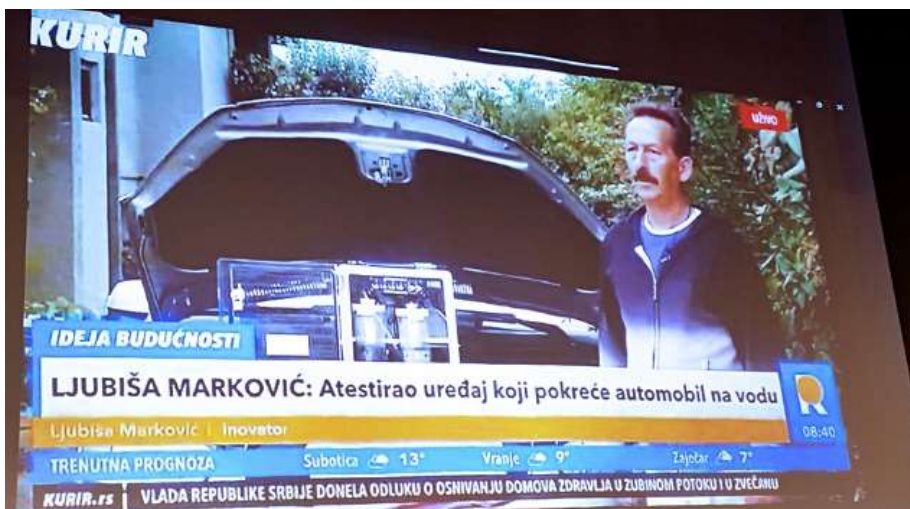 KURIR
UŽIVO
IDEJA BUDUĆNOSTI
LJUBIŠA MARKOVIĆ: Atestirao uređaj koji pokreće automobil na vodu
Ljubiša Marković | Inovator
R
08:40
TRENUTNA PROGNOZA Subotica 13° Vranje 9° Zaječar 7°
KURIR.rs VLADA REPUBLIKE SRBIJE DONELA ODLUKU O OSNIVANJU DOMOVA ZDRAVLJA U ZUBINOM POTOKU I U ZVEČANU